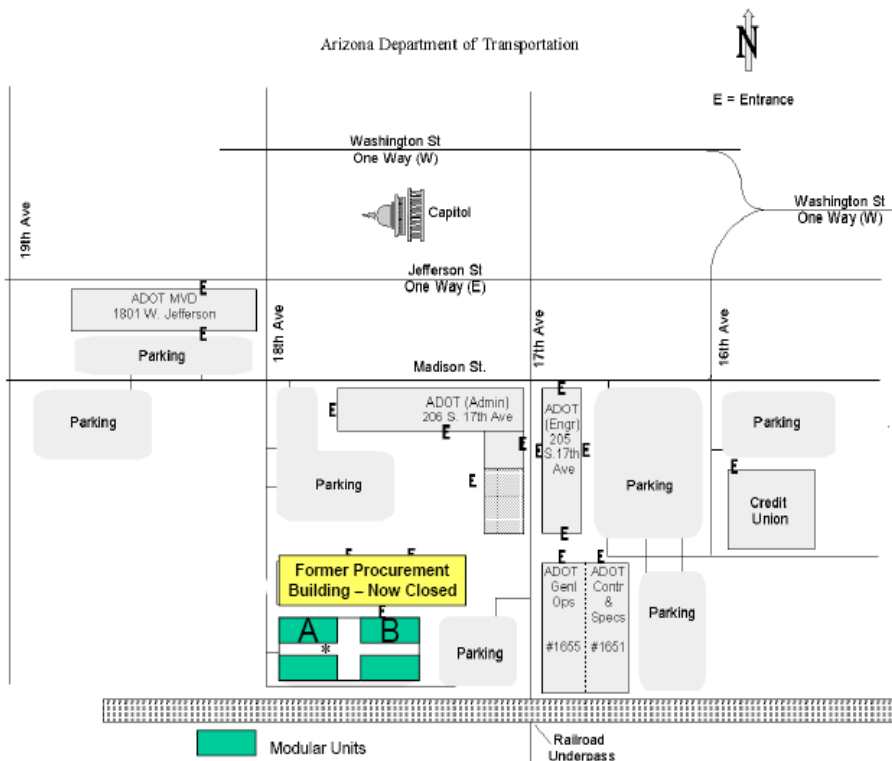 Arizona Department of Transportation
N
E = Entrance
Washington St
One Way (W)
19th Ave
Capitol
Washington St
One Way (W)
Jefferson St
One Way (E)
E
ADOT MVD
1801 W. Jefferson
E
18th Ave
17th Ave
16th Ave
Parking
Madison St.
Parking
E
ADOT (Admin)
206 S. 17th Ave
E
E
E
E
ADOT
(Engr)
205
S.17th
Ave
E
E
E
Parking
Parking
Parking
E
Credit
Union
E
E
Former Procurement
Building – Now Closed
E
A
B
*
Parking
E
E
ADOT
Genl
Ops
#1655
ADOT
Contr
&
Specs
#1651
Parking
Modular Units
Railroad
Underpass